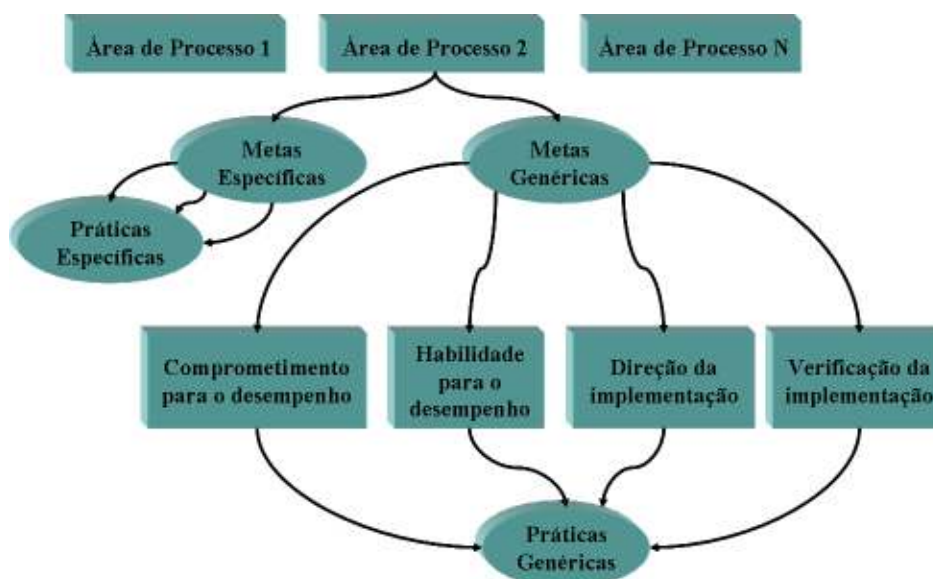 Área de Processo 1
Área de Processo 2
Área de Processo N
Metas
Específicas
Metas
Genéricas
Práticas
Específicas
Comprometimento
para o desempenho
Habilidade
para o
desempenho
Direção da
implementação
Verificação da
implementação
Práticas
Genéricas